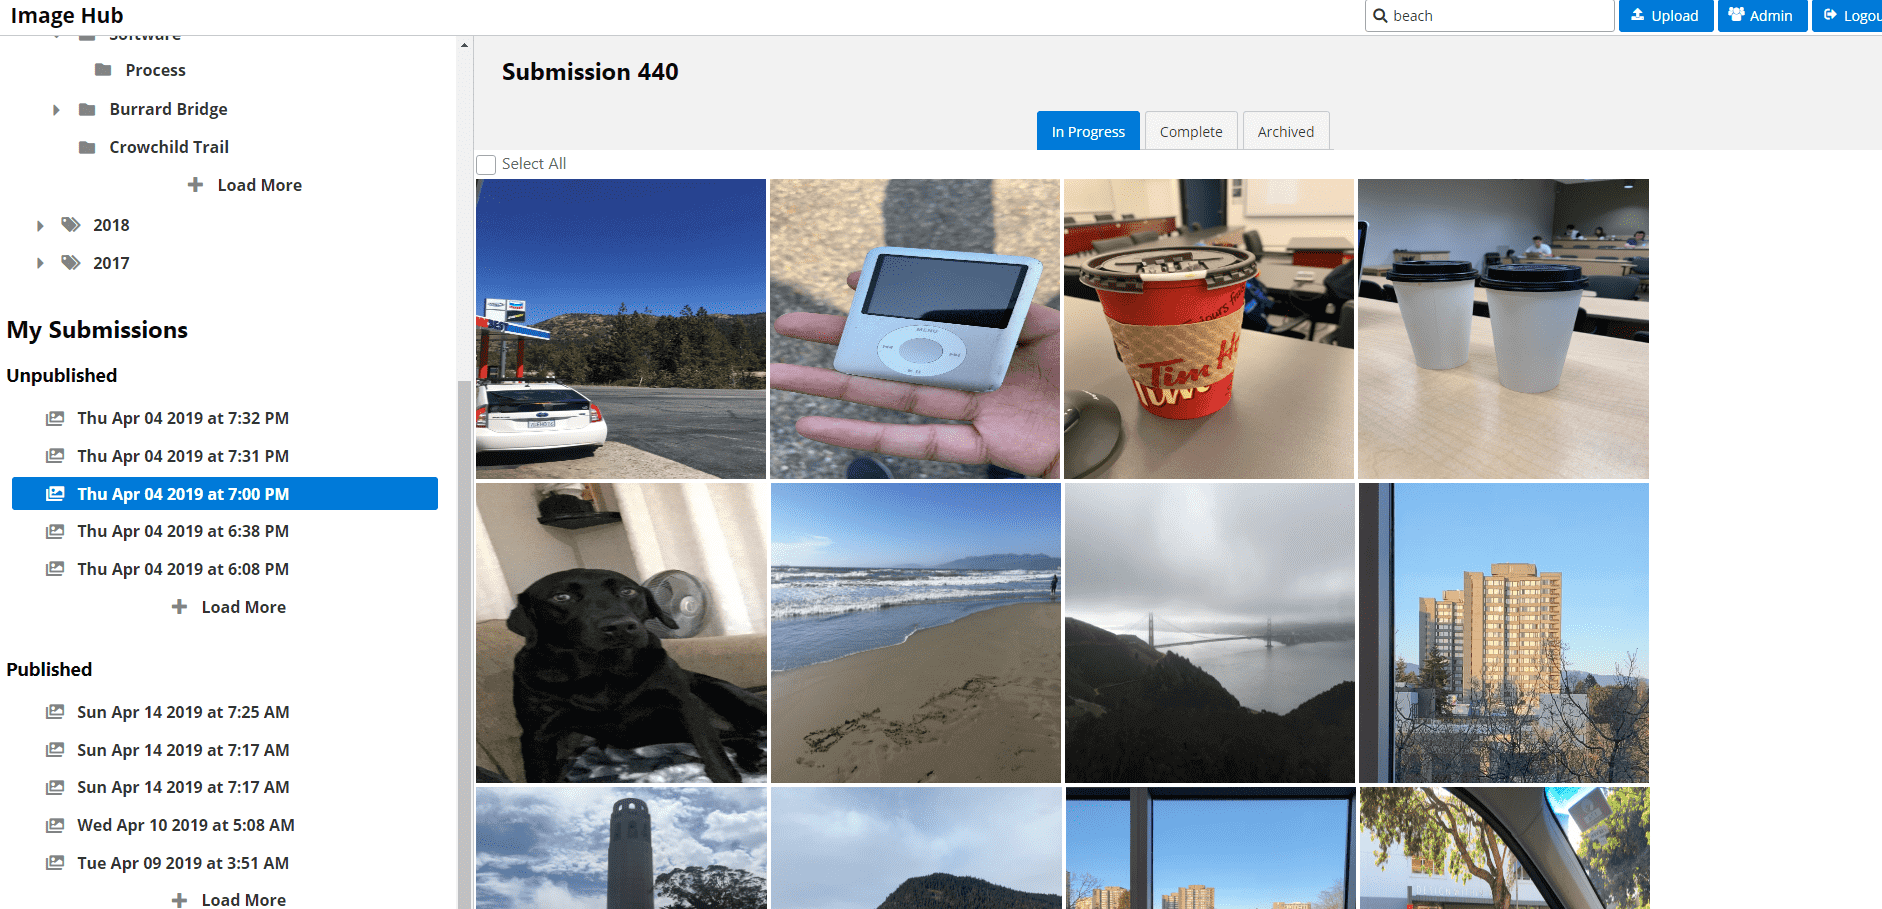 Image Hub
beach
Upload
Admin
Logou
Software
Process
Burrard Bridge
Crowchild Trail
Load More
2018
2017
My Submissions
Unpublished
Thu Apr 04 2019 at 7:32 PM
Thu Apr 04 2019 at 7:31 PM
Thu Apr 04 2019 at 7:00 PM
Thu Apr 04 2019 at 6:38 PM
Thu Apr 04 2019 at 6:08 PM
Load More
Published
Sun Apr 14 2019 at 7:25 AM
Sun Apr 14 2019 at 7:17 AM
Sun Apr 14 2019 at 7:17 AM
Wed Apr 10 2019 at 5:08 AM
Tue Apr 09 2019 at 3:51 AM
Load More
Submission 440
In Progress
Complete
Archived
Select All
BEST
MENU
Tim